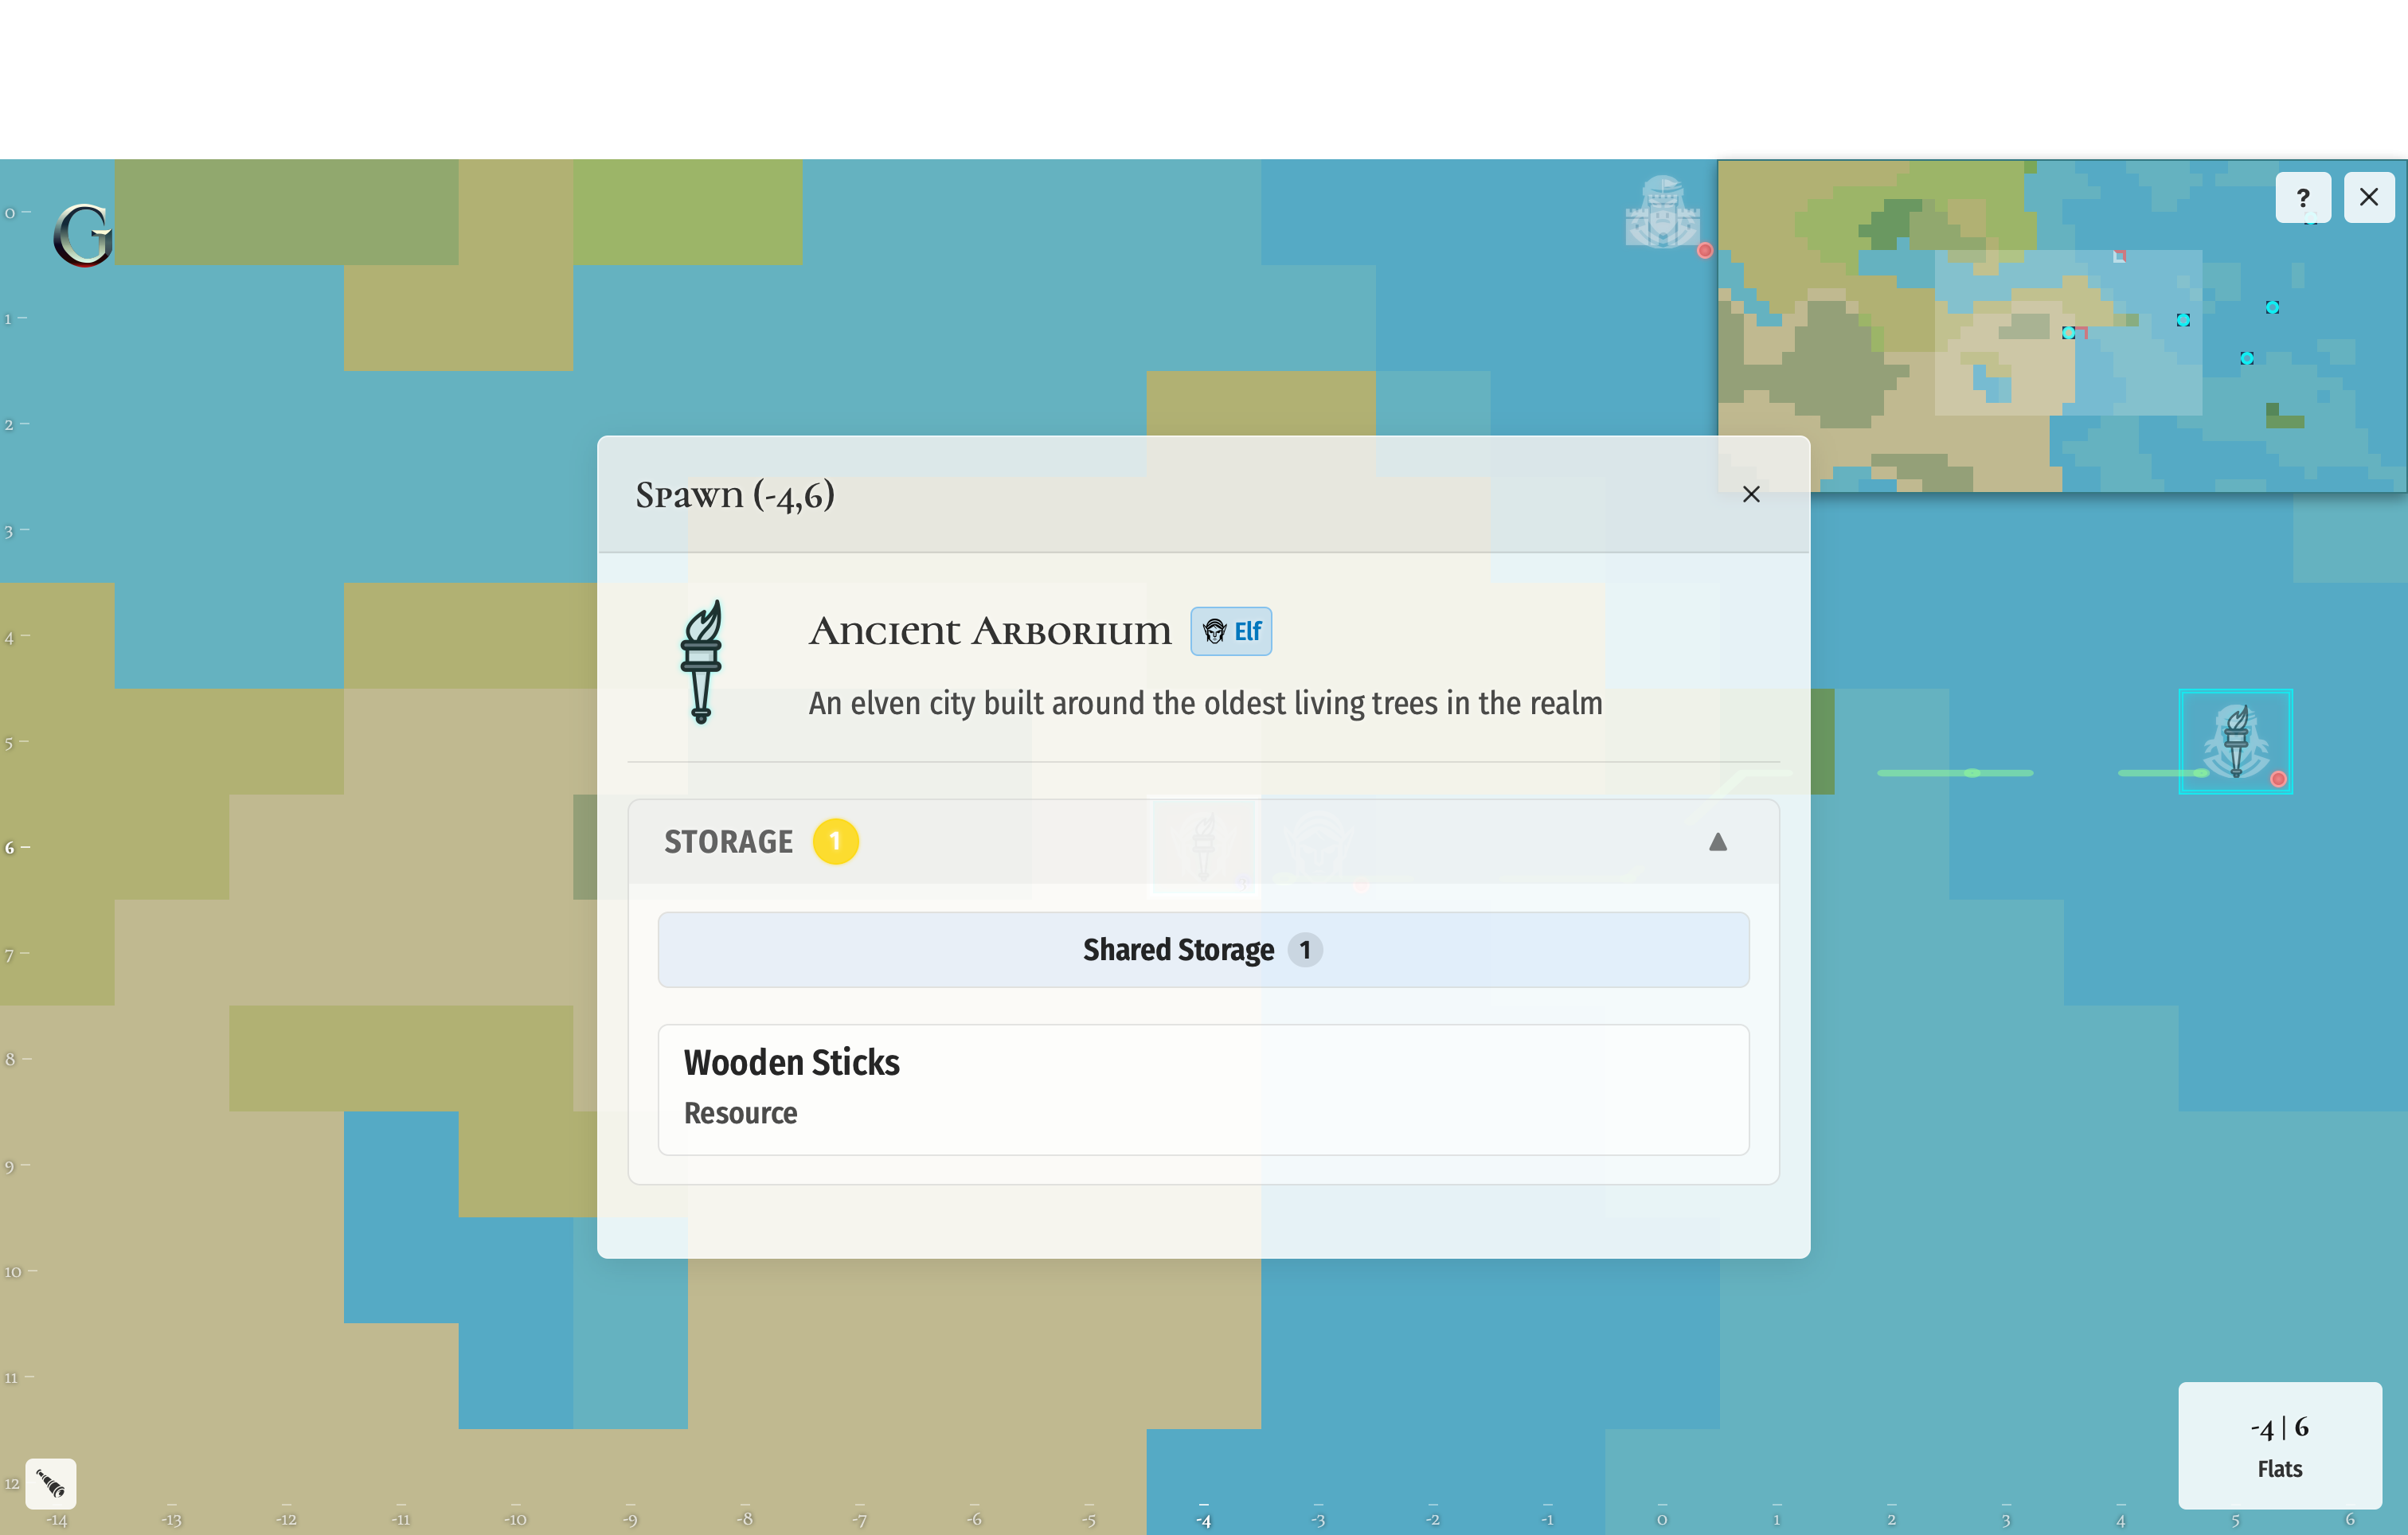 G
?
0
1
2
3
4
5
6
7
8
9
10
11
12
Spawn (-4,6)
Ancient Arborium
Elf
An elven city built around the oldest living trees in the realm
STORAGE 1
Shared Storage 1
Wooden Sticks
Resource
-4 | 6
Flats
-14 -13 -12 -11 -10 -9 -8 -7 -6 -5 -4 -3 -2 -1 0 1 2 3 4 5 6